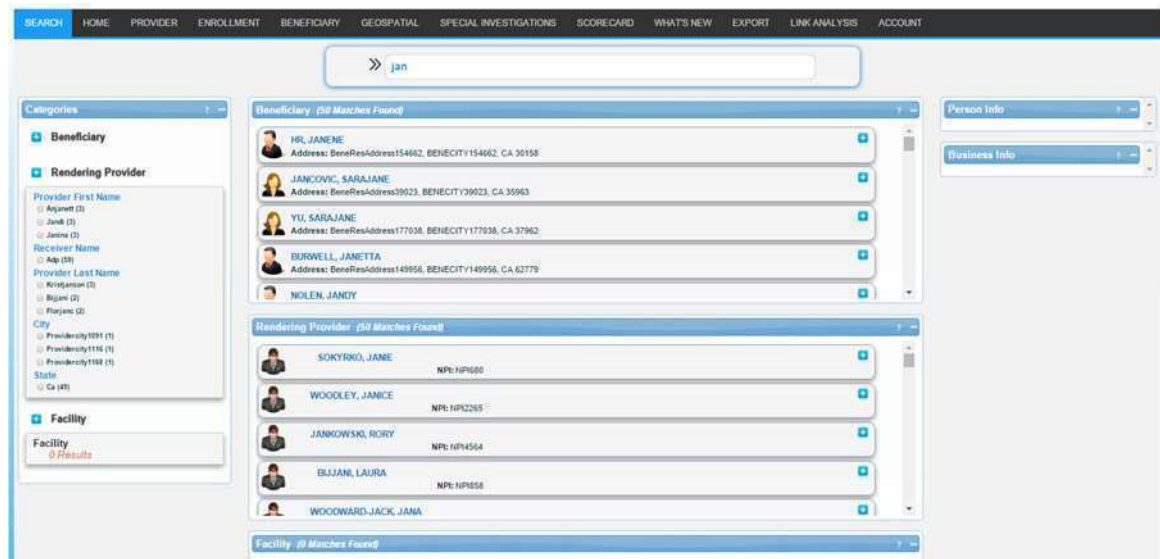 SEARCH HOME PROVIDER ENROLLMENT BENEFICIARY GEOSPATIAL SPECIAL INVESTIGATIONS SCORECARD WHAT'S NEW EXPORT LINK ANALYSIS ACCOUNT
» jan
Categories ? −
Beneficiary
Rendering Provider
Provider First Name
Anjanett (3)
Jandi (3)
Janina (3)
Receiver Name
Adp (59)
Provider Last Name
Kristjanson (3)
Bijjani (2)
Florjanc (2)
City
Providercity1091 (1)
Providercity1116 (1)
Providercity1168 (1)
State
Ca (49)
Facility
Facility
0 Results
Beneficiary (50 Matches Found) ? −
HR, JANENE
Address: BeneResAddress154662, BENECITY154662, CA 30158
JANCOVIC, SARAJANE
Address: BeneResAddress39023, BENECITY39023, CA 35963
YU, SARAJANE
Address: BeneResAddress177038, BENECITY177038, CA 37962
BURWELL, JANETTA
Address: BeneResAddress149956, BENECITY149956, CA 62779
NOLEN, JANDY
Rendering Provider (50 Matches Found) ? −
SOKYRKO, JANIE
NPI: NPI680
WOODLEY, JANICE
NPI: NPI2265
JANKOWSKI, RORY
NPI: NPI4564
BIJJANI, LAURA
NPI: NPI858
WOODWARD-JACK, JANA
Facility (0 Matches Found) ? −
Person Info ? −
Business Info ? −